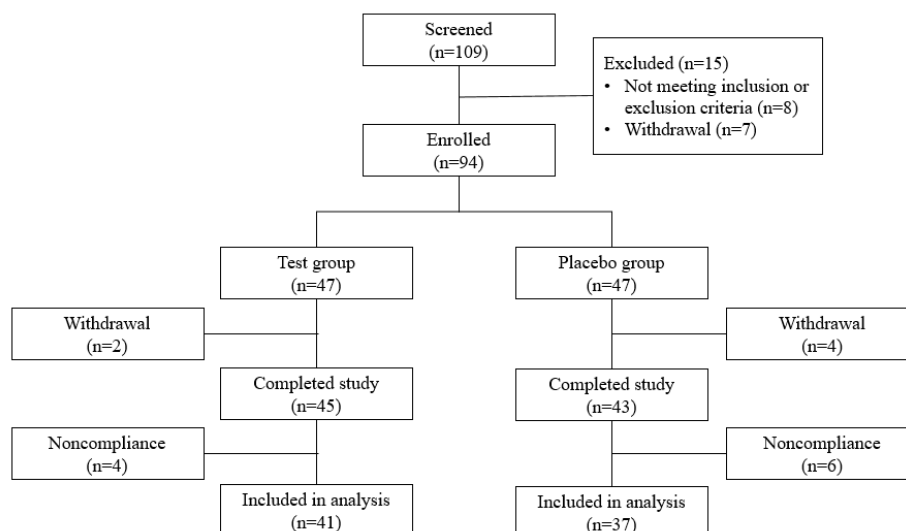 Screened
(n=109)
Excluded (n=15)
• Not meeting inclusion or
exclusion criteria (n=8)
• Withdrawal (n=7)
Enrolled
(n=94)
Test group
(n=47)
Placebo group
(n=47)
Withdrawal
(n=2)
Withdrawal
(n=4)
Completed study
(n=45)
Completed study
(n=43)
Noncompliance
(n=4)
Noncompliance
(n=6)
Included in analysis
(n=41)
Included in analysis
(n=37)